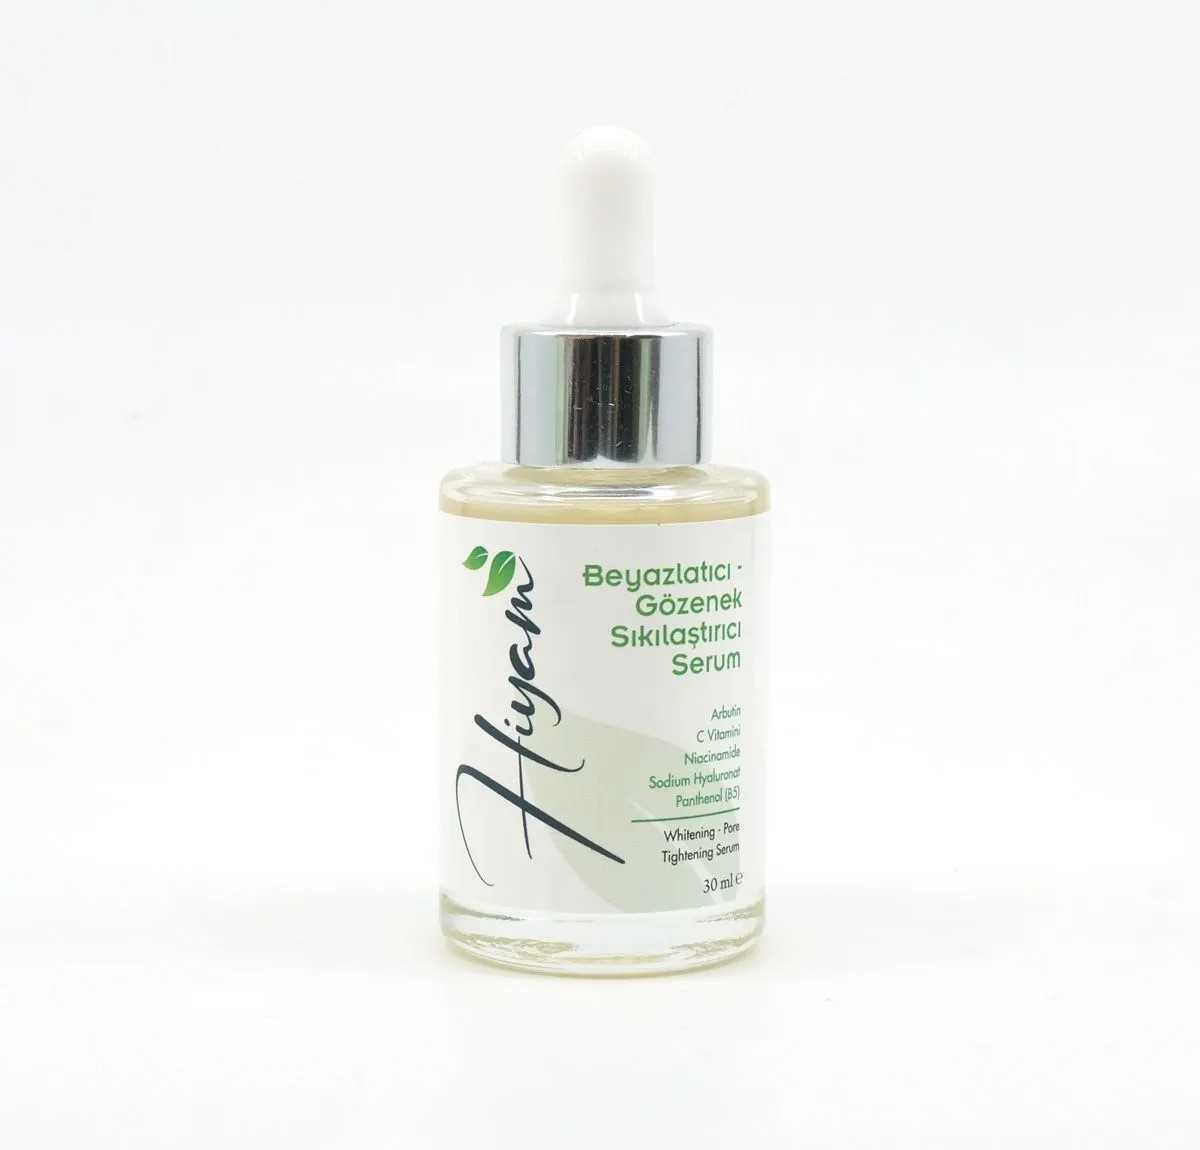 Hiyam
Beyazlatıcı -
Gözenek
Sıkılaştırıcı
Serum
Arbutin
C Vitamini
Niacinamide
Sodium Hyaluronat
Panthenol (B5)
Whitening - Pore
Tightening Serum
30 ml ℮